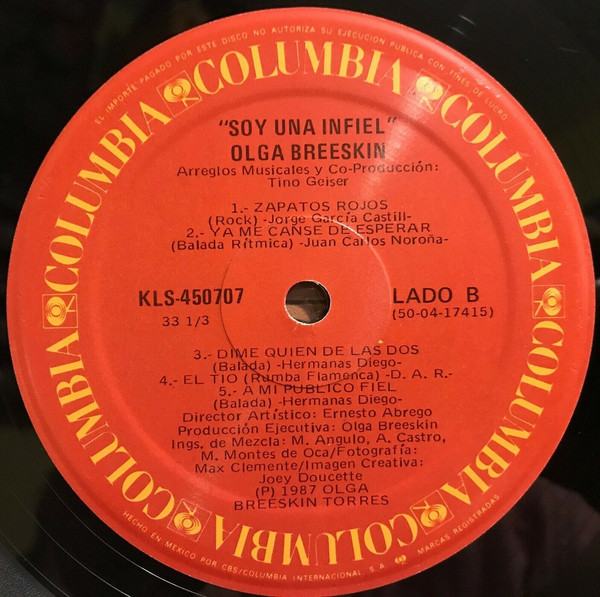 EL IMPORTE PAGADO POR ESTE DISCO NO AUTORIZA SU EJECUCION PUBLICA CON FINES DE LUCRO
COLUMBIA COLUMBIA COLUMBIA COLUMBIA COLUMBIA COLUMBIA COLUMBIA
"SOY UNA INFIEL"
OLGA BREESKIN
Arreglos Musicales y Co-Producción:
Tino Geiser
1.- ZAPATOS ROJOS
(Rock) -Jorge García Castill-
2.- YA ME CANSE DE ESPERAR
(Balada Rítmica) -Juan Carlos Noroña-
KLS-450707
33 1/3
LADO B
(50-04-17415)
3.- DIME QUIEN DE LAS DOS
(Balada) -Hermanas Diego-
4.- EL TIO (Rumba Flamenca) -D. A. R.-
5.- A MI PUBLICO FIEL
(Balada) -Hermanas Diego-
Director Artístico: Ernesto Abrego
Producción Ejecutiva: Olga Breeskin
Ings. de Mezcla: M. Angulo, A. Castro,
M. Montes de Oca/Fotografía:
Max Clemente/Imagen Creativa:
Joey Doucette
(P) 1987 OLGA
BREESKIN TORRES
HECHO EN MEXICO POR CBS/COLUMBIA INTERNACIONAL S.A. MARCAS REGISTRADAS